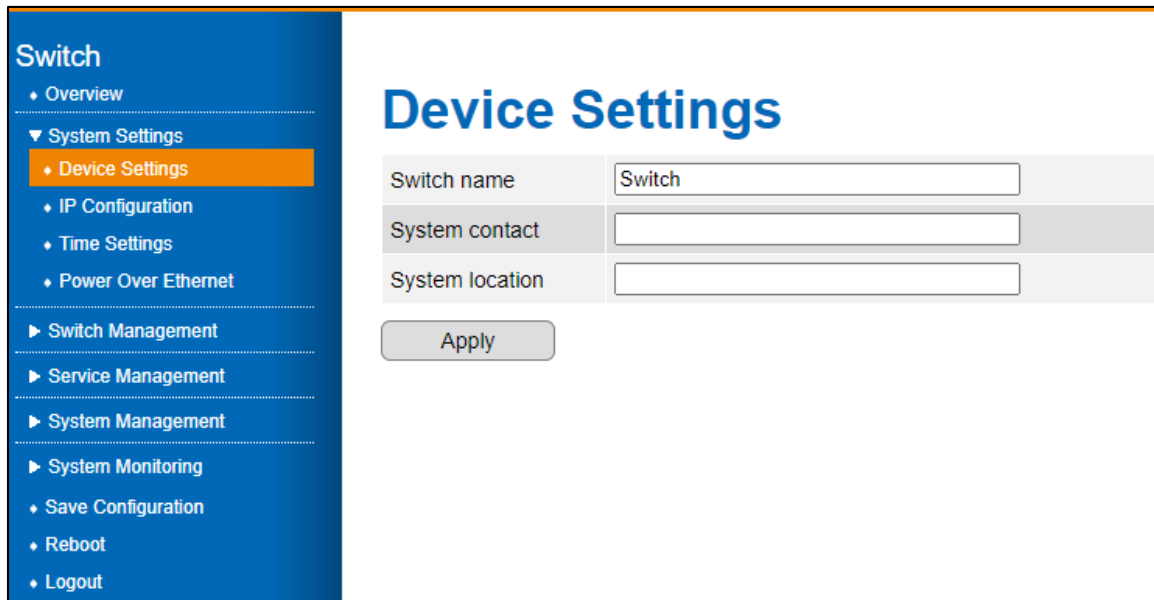 Switch
Overview
System Settings
Device Settings
IP Configuration
Time Settings
Power Over Ethernet
Switch Management
Service Management
System Management
System Monitoring
Save Configuration
Reboot
Logout
Device Settings
Switch name Switch
System contact
System location
Apply